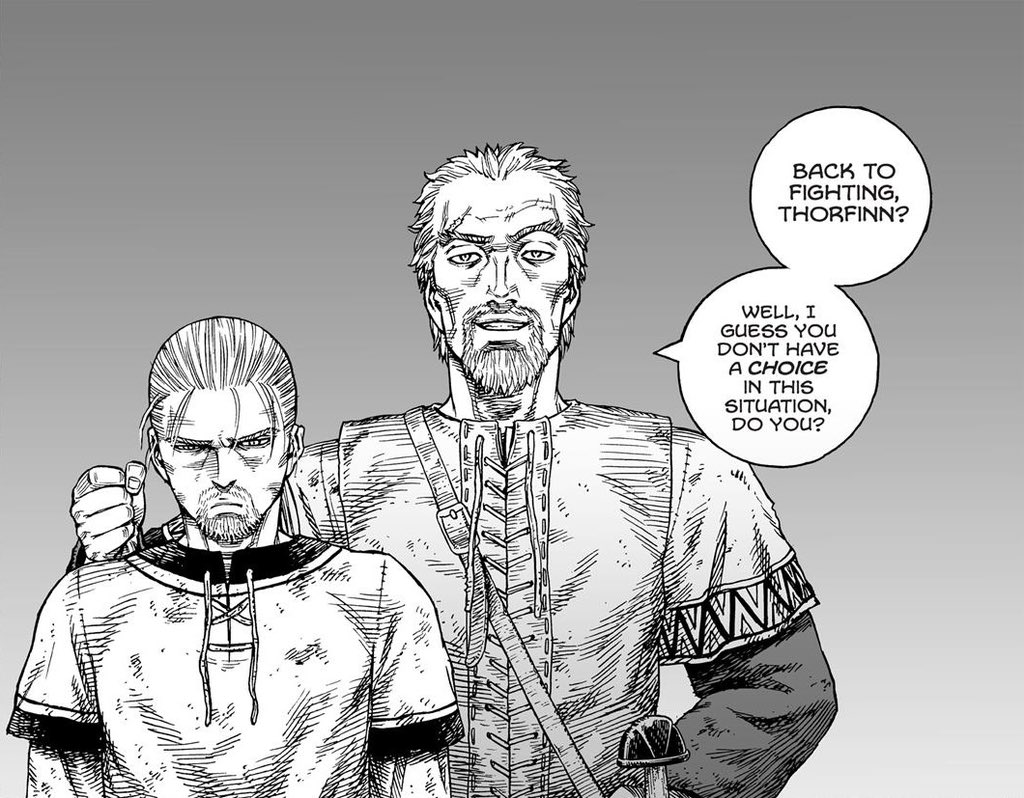 BACK TO
FIGHTING,
THORFINN?
WELL, I
GUESS YOU
DON'T HAVE
A CHOICE
IN THIS
SITUATION,
DO YOU?